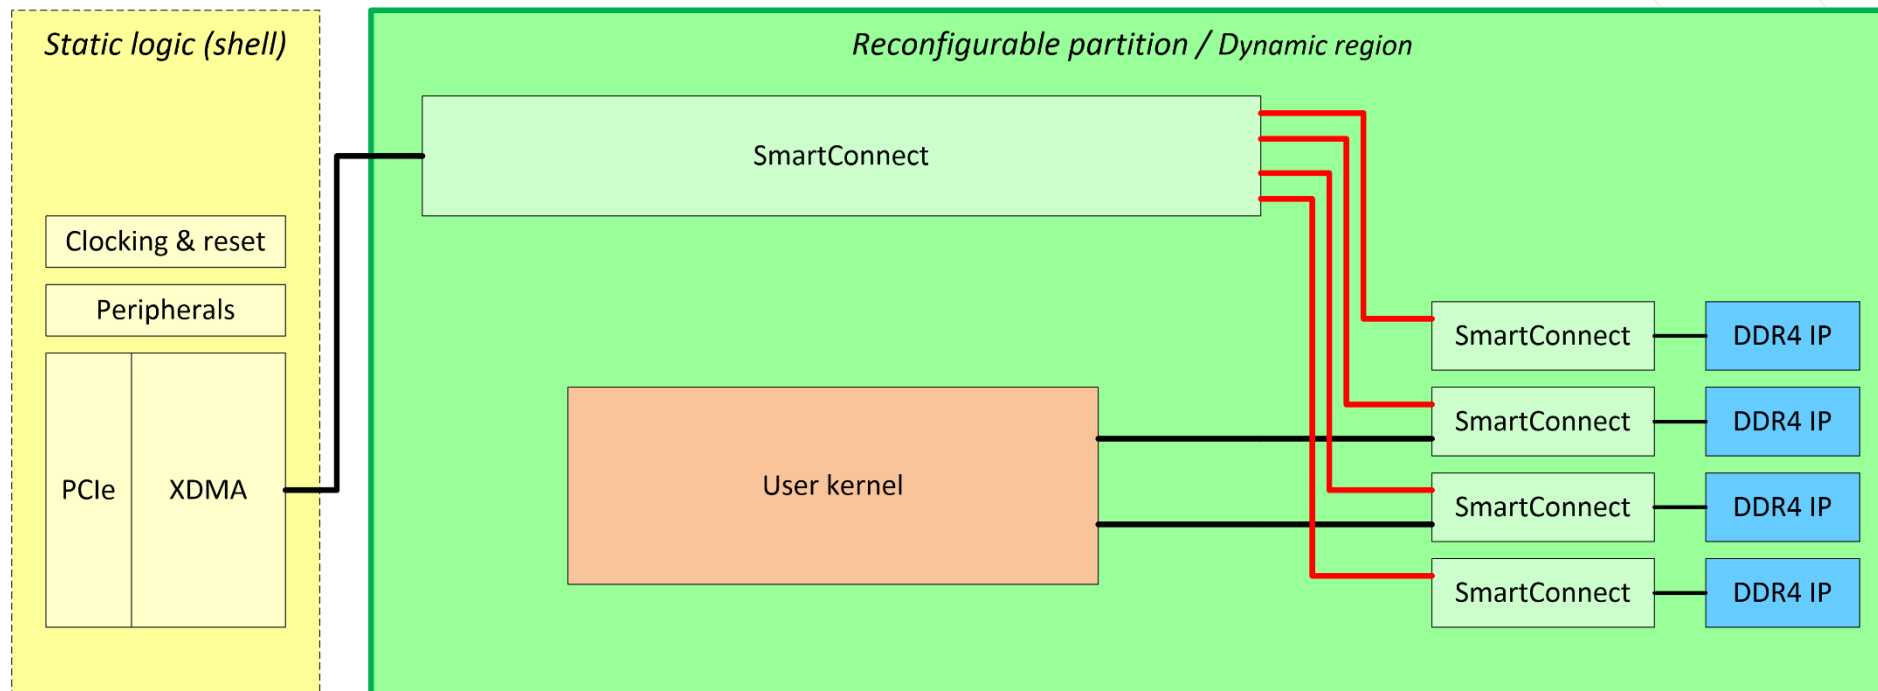 Static logic (shell)
Reconfigurable partition / Dynamic region
SmartConnect
Clocking & reset
Peripherals
PCIe
XDMA
User kernel
SmartConnect
DDR4 IP
SmartConnect
DDR4 IP
SmartConnect
DDR4 IP
SmartConnect
DDR4 IP